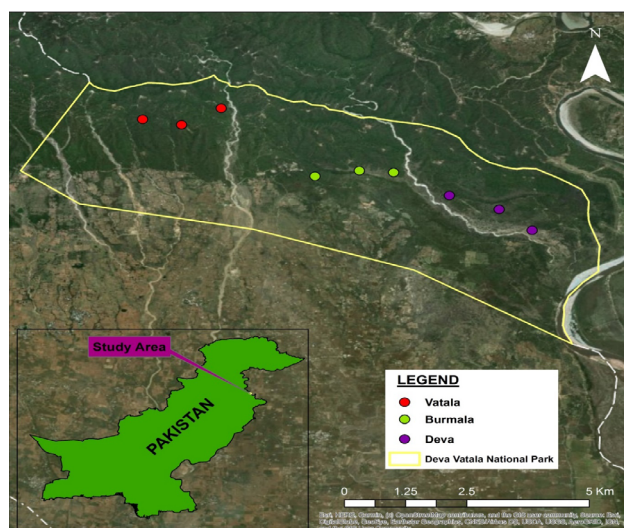 N
Study Area
PAKISTAN
LEGEND
Vatala
Burmala
Deva
Deva Vatala National Park
0 1.25 2.5 5 Km